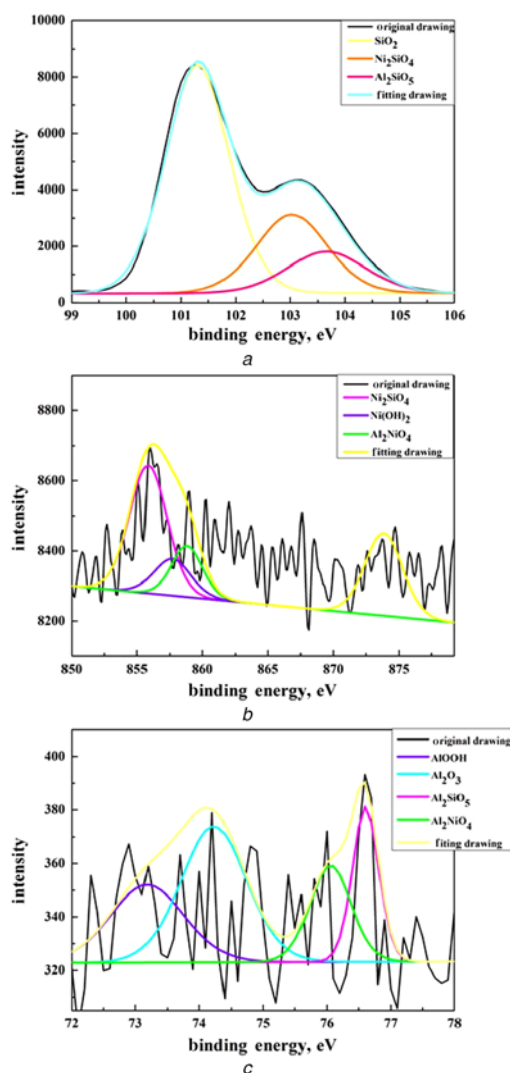 10000
8000
6000
4000
2000
0
intensity
original drawing
SiO₂
Ni₂SiO₄
Al₂SiO₅
fitting drawing
99 100 101 102 103 104 105 106
binding energy, eV
a
8800
8600
8400
8200
intensity
original drawing
Ni₂SiO₄
Ni(OH)₂
Al₂NiO₄
fitting drawing
850 855 860 865 870 875
binding energy, eV
b
400
380
360
340
320
intensity
original drawing
AlOOH
Al₂O₃
Al₂SiO₅
Al₂NiO₄
fitting drawing
72 73 74 75 76 77 78
binding energy, eV
c